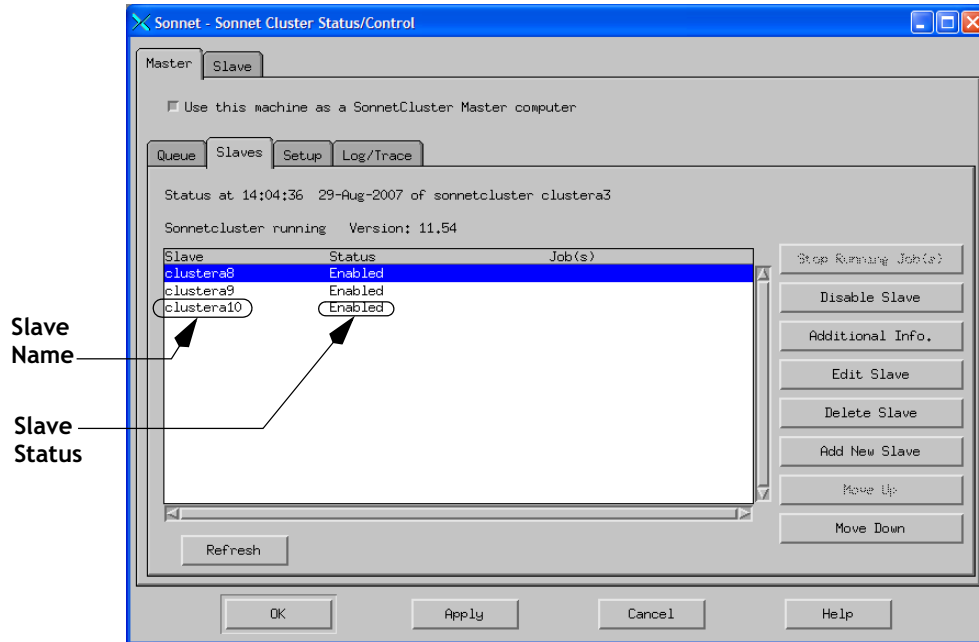 Sonnet - Sonnet Cluster Status/Control
Master Slave
Use this machine as a SonnetCluster Master computer
Queue Slaves Setup Log/Trace
Status at 14:04:36 29-Aug-2007 of sonnetcluster clustera3
Sonnetcluster running Version: 11.54
Slave Status Job(s)
clustera8 Enabled
clustera9 Enabled
clustera10 Enabled
Slave
Name
Slave
Status
Stop Running Job(s)
Disable Slave
Additional Info.
Edit Slave
Delete Slave
Add New Slave
Move Up
Move Down
Refresh
OK Apply Cancel Help